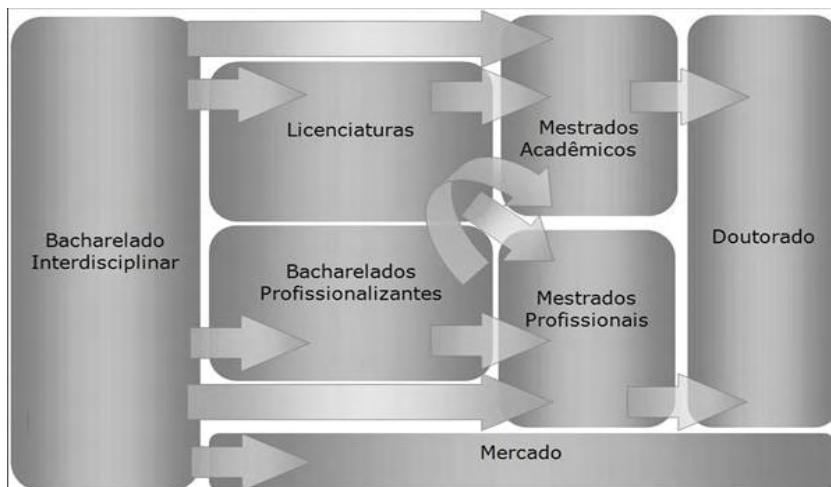 Bacharelado
Interdisciplinar
Licenciaturas
Bacharelados
Profissionalizantes
Mestrados
Acadêmicos
Mestrados
Profissionais
Doutorado
Mercado